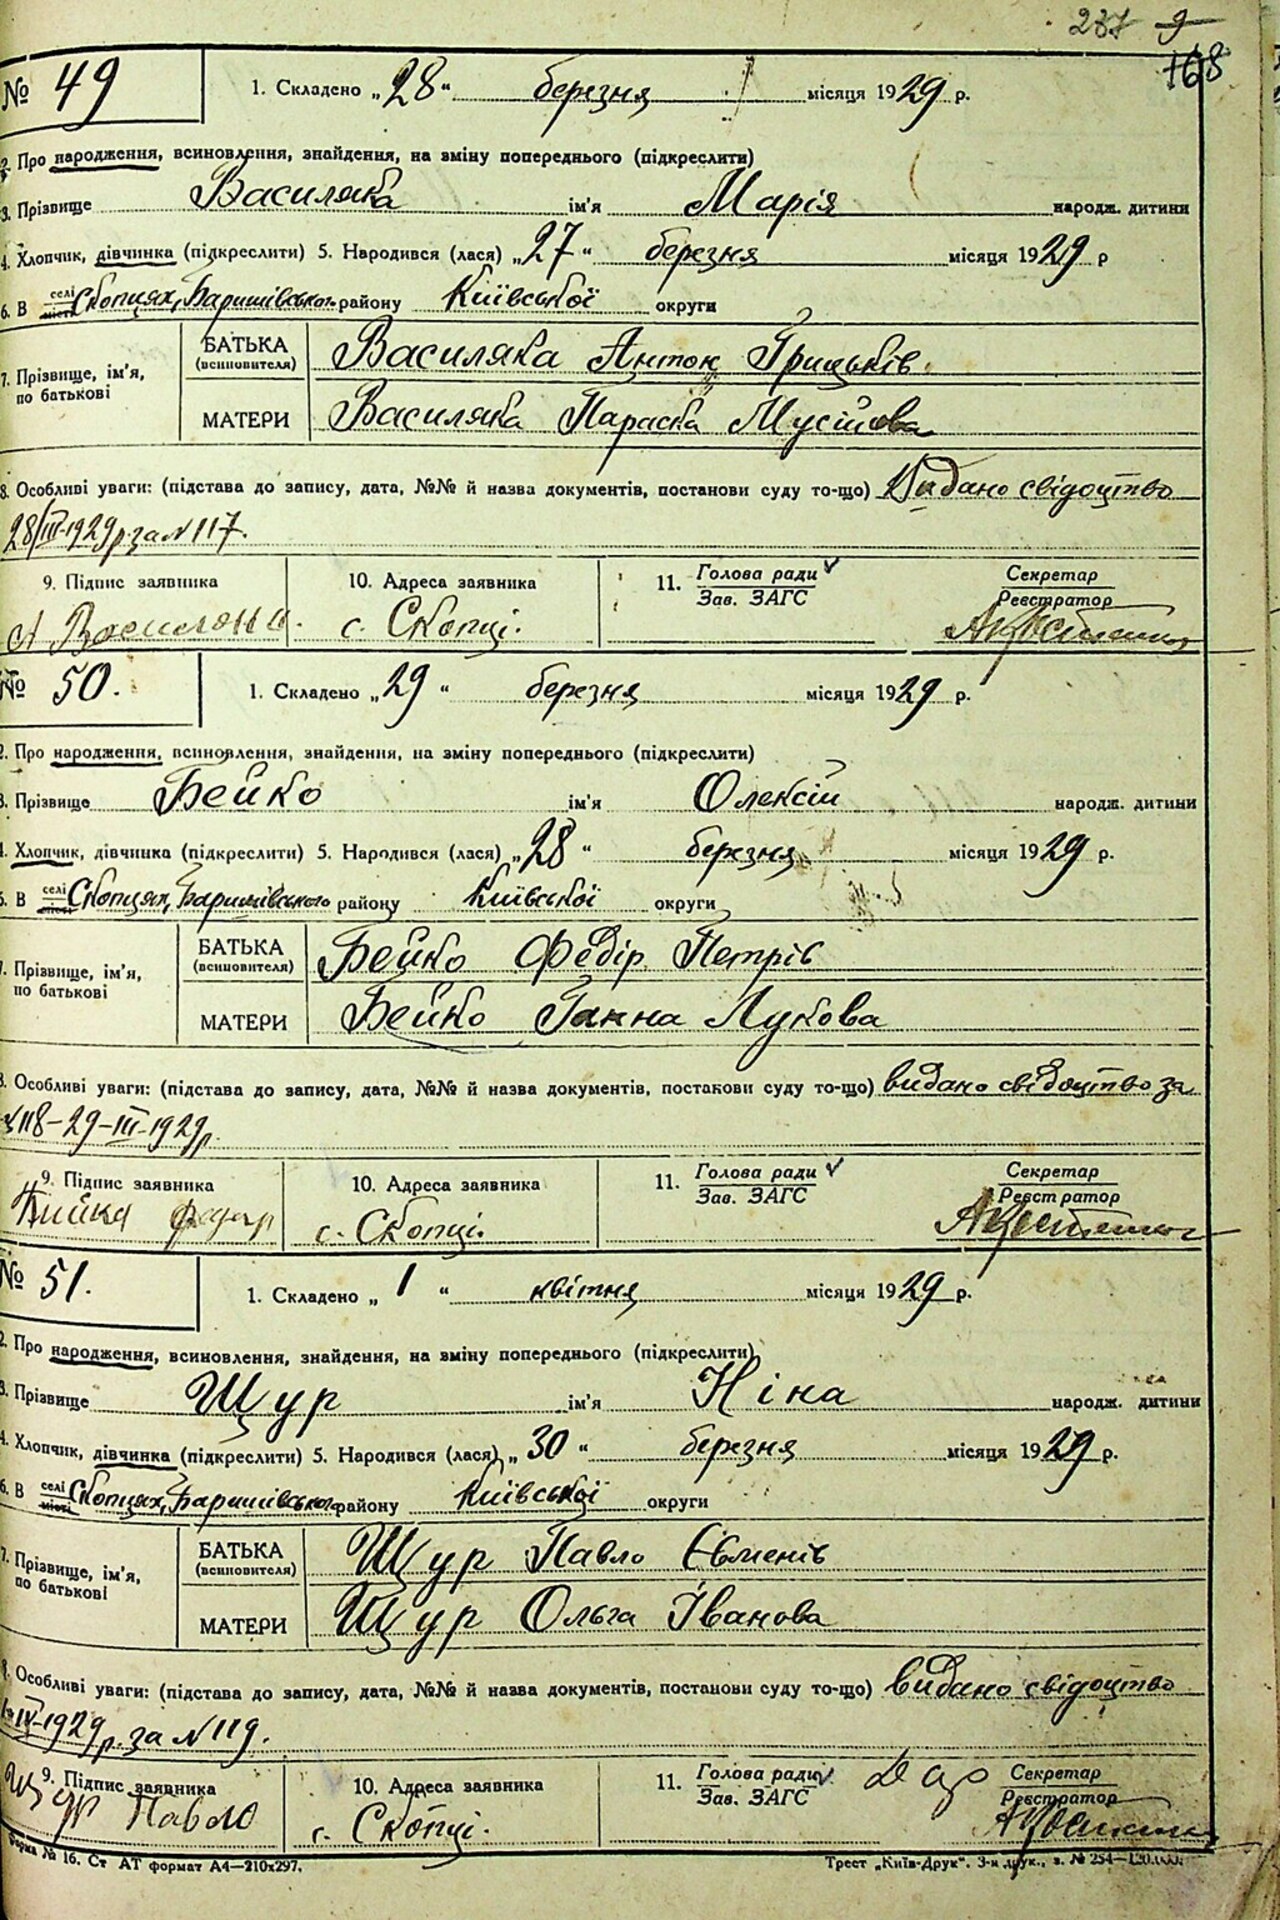 237 9
168
№ 49
1. Складено „28“ березня місяця 1929 р.
2. Про народження, всиновлення, знайдення, на зміну попереднього (підкреслити)
3. Прізвище Василяка ім'я Марія народж. дитини
4. Хлопчик, дівчинка (підкреслити) 5. Народився (лася) „27“ березня місяця 1929 р
6. В селі місті Скопцях, Баришівського району Київської округи
7. Прізвище, ім'я, по батькові
БАТЬКА (всиновителя) Василяка Антон Грицьків
МАТЕРИ Василяка Параска Мусійова
8. Особливі уваги: (підстава до запису, дата, №№ й назва документів, постанови суду то-що) Видано свідоцтво
28/III-1929р. за N 117.
9. Підпис заявника 10. Адреса заявника 11. Голова ради Зав. ЗАГС Секретар Реєстратор
А с. Скопці.
№ 50.
1. Складено „29“ березня місяця 1929 р.
2. Про народження, всиновлення, знайдення, на зміну попереднього (підкреслити)
3. Прізвище Бейко ім'я Олексій народж. дитини
4. Хлопчик, дівчинка (підкреслити) 5. Народився (лася) „28“ березня місяця 1929 р.
6. В селі місті Скопцях, Баришівського району Київської округи
7. Прізвище, ім'я, по батькові
БАТЬКА (всиновителя) Бейко Федір Петрів
МАТЕРИ Бейко Ганна Лукова
8. Особливі уваги: (підстава до запису, дата, №№ й назва документів, постанови суду то-що) видано свідоцтво за
N118-29-III-1929р.
9. Підпис заявника 10. Адреса заявника 11. Голова ради Зав. ЗАГС Секретар Реєстратор
с. Скопці.
№ 51.
1. Складено „1“ квітня місяця 1929 р.
2. Про народження, всиновлення, знайдення, на зміну попереднього (підкреслити)
3. Прізвище Щур ім'я Ніна народж. дитини
4. Хлопчик, дівчинка (підкреслити) 5. Народився (лася) „30“ березня місяця 1929 р.
6. В селі місті Скопцях, Баришівського району Київської округи
7. Прізвище, ім'я, по батькові
БАТЬКА (всиновителя) Щур Павло Євменів
МАТЕРИ Щур Ольга Іванова
8. Особливі уваги: (підстава до запису, дата, №№ й назва документів, постанови суду то-що) видано свідоцтво
1-IV-1929р. за N 119.
9. Підпис заявника 10. Адреса заявника 11. Голова ради Зав. ЗАГС Секретар Реєстратор
Щур Павло с. Скопці.
Форма № 16. Ст АТ формат А4—210х297.
Трест „Київ-Друк“. 3-я друк., з. № 254—120.000.